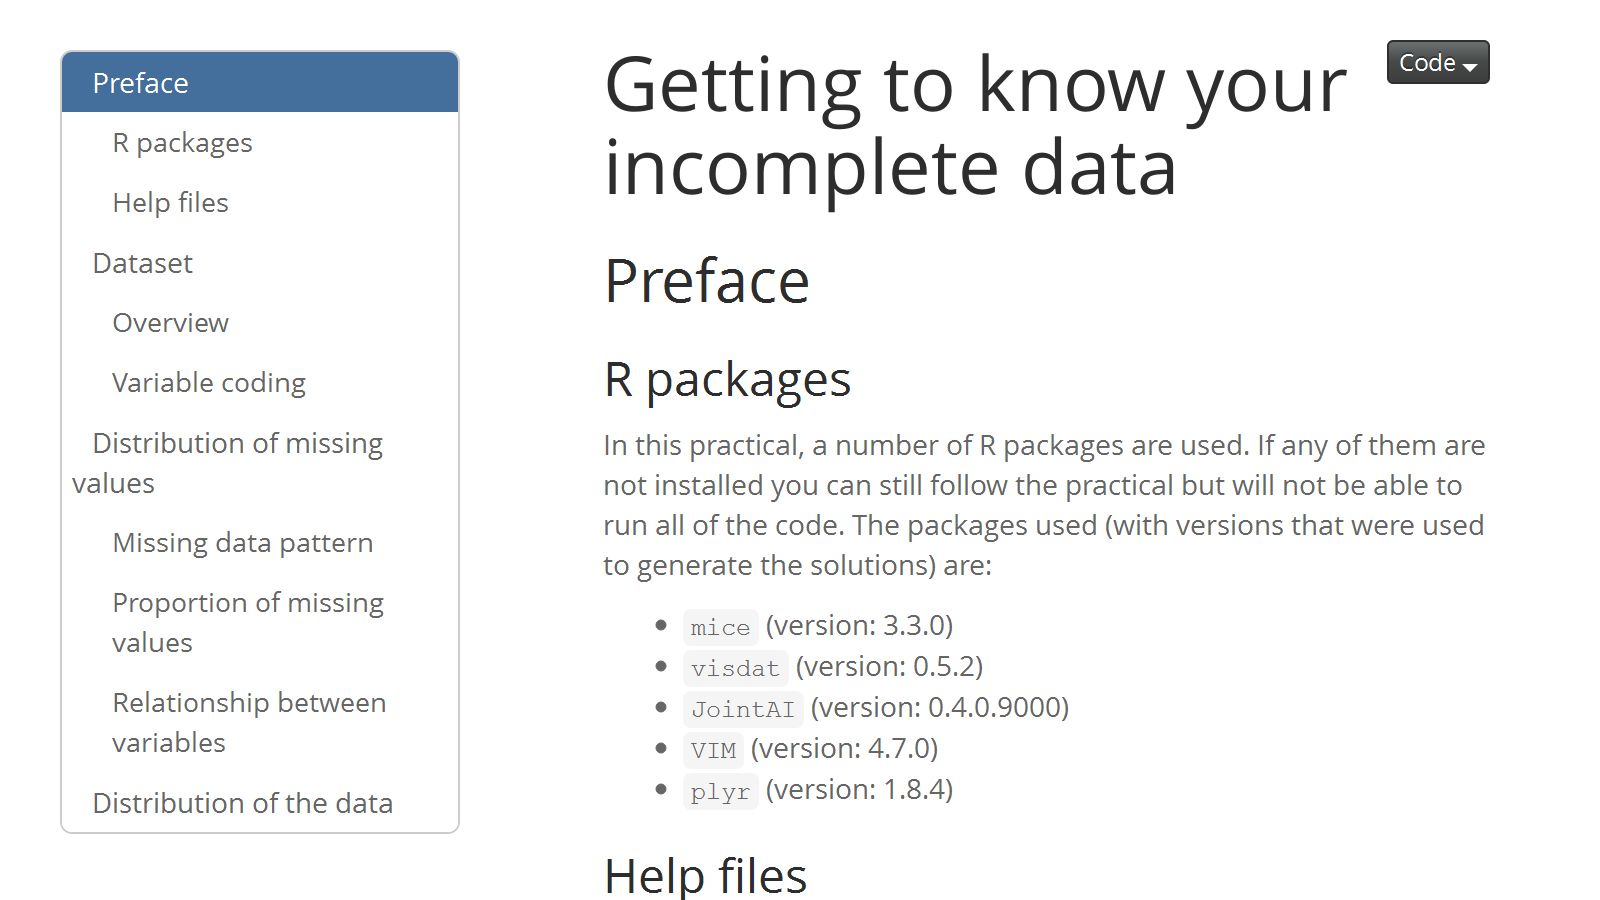 Preface
R packages
Help files
Dataset
Overview
Variable coding
Distribution of missing
values
Missing data pattern
Proportion of missing
values
Relationship between
variables
Distribution of the data
Code
Getting to know your
incomplete data
Preface
R packages
In this practical, a number of R packages are used. If any of them are
not installed you can still follow the practical but will not be able to
run all of the code. The packages used (with versions that were used
to generate the solutions) are:
• mice (version: 3.3.0)
• visdat (version: 0.5.2)
• JointAI (version: 0.4.0.9000)
• VIM (version: 4.7.0)
• plyr (version: 1.8.4)
Help files